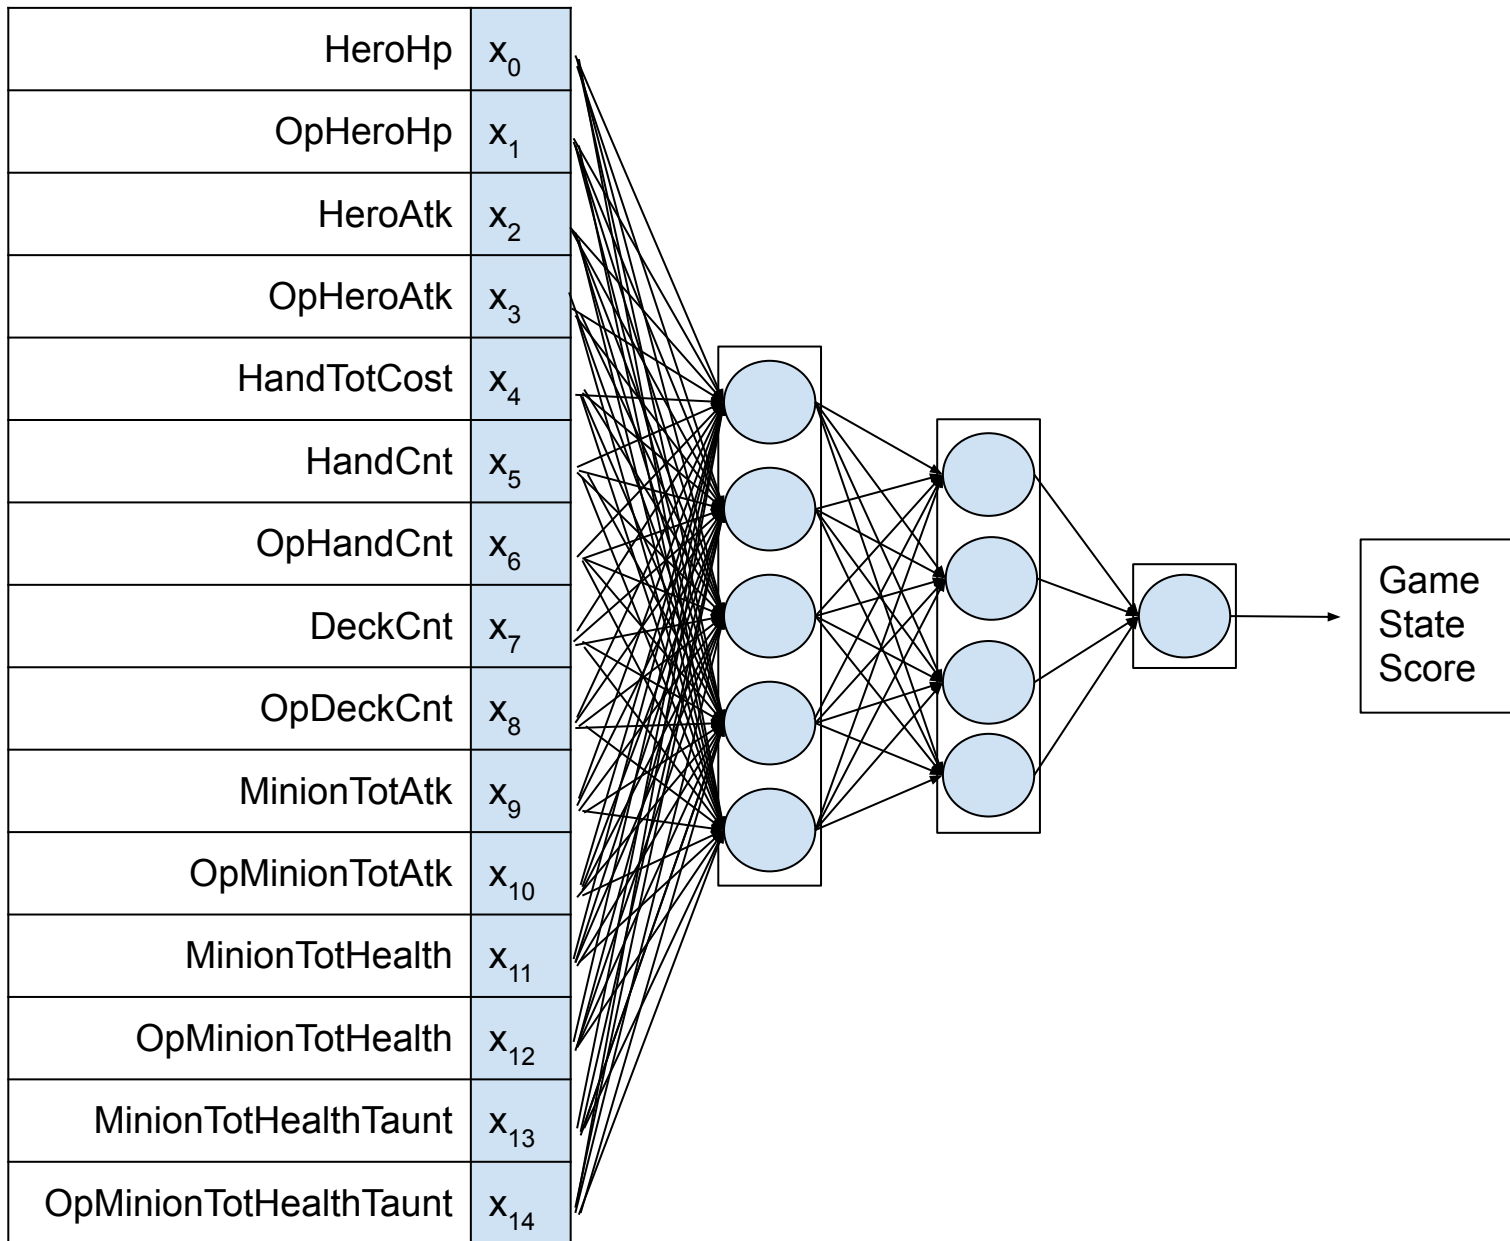 HeroHp x0
OpHeroHp x1
HeroAtk x2
OpHeroAtk x3
HandTotCost x4
HandCnt x5
OpHandCnt x6
DeckCnt x7
OpDeckCnt x8
MinionTotAtk x9
OpMinionTotAtk x10
MinionTotHealth x11
OpMinionTotHealth x12
MinionTotHealthTaunt x13
OpMinionTotHealthTaunt x14
Game
State
Score